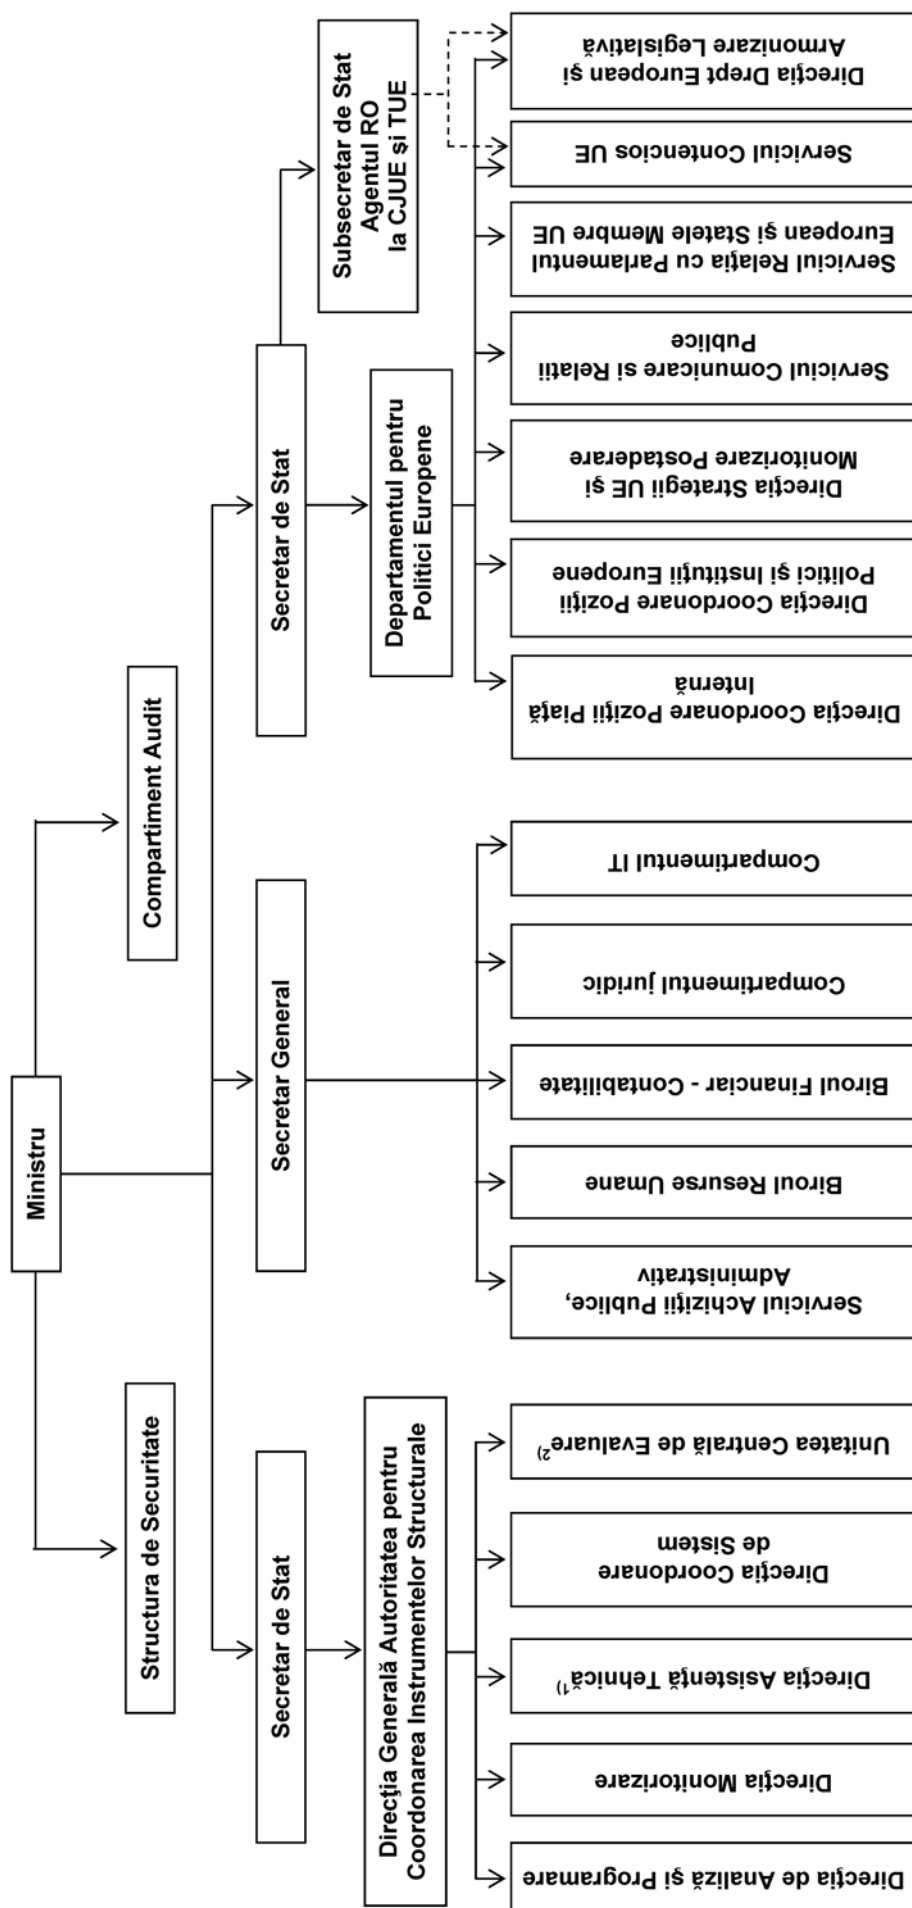 Ministru
Structura de Securitate
Compartiment Audit
Secretar de Stat
Secretar General
Secretar de Stat
Subsecretar de Stat
Agentul RO
la CJUE și TUE
Direcţia Generală Autoritatea pentru
Coordonarea Instrumentelor Structurale
Departamentul pentru
Politici Europene
Direcţia de Analiză şi Programare
Direcţia Monitorizare
Direcţia Asistenţă Tehnică1)
Direcţia Coordonare
de Sistem
Unitatea Centrală de Evaluare2)
Serviciul Achiziţii Publice,
Administrativ
Biroul Resurse Umane
Biroul Financiar - Contabilitate
Compartimentul juridic
Compartimentul IT
Direcţia Coordonare Poziţii Piaţă
Internă
Direcţia Coordonare Poziţii
Politici şi Instituţii Europene
Direcţia Strategii UE şi
Monitorizare Postaderare
Serviciul Comunicare si Relatii
Publice
Serviciul Relaţia cu Parlamentul
European şi Statele Membre UE
Serviciul Contencios UE
Direcţia Drept European şi
Armonizare Legislativă